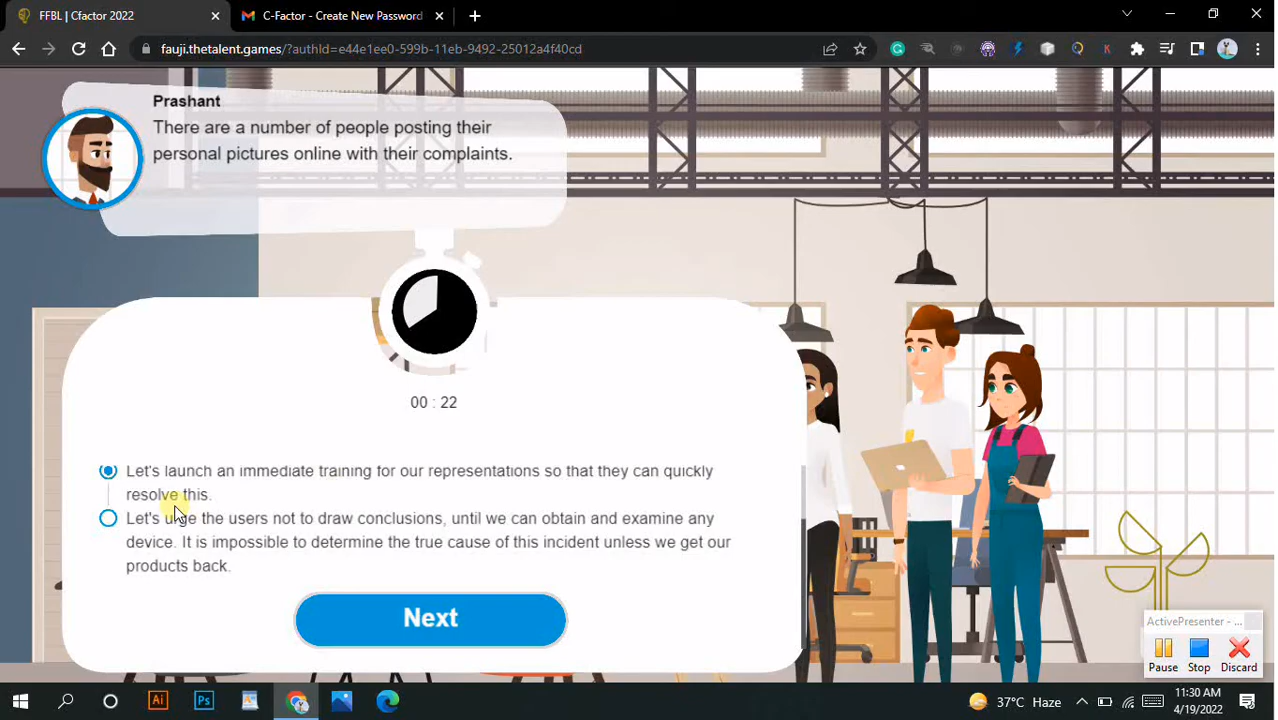 FFBL | Cfactor 2022
C-Factor - Create New Password
fauji.thetalent.games/?authId=e44e1ee0-599b-11eb-9492-25012a4f40cd
Prashant
There are a number of people posting their
personal pictures online with their complaints.
00 : 22
Let's launch an immediate training for our representations so that they can quickly
resolve this.
Let's urge the users not to draw conclusions, until we can obtain and examine any
device. It is impossible to determine the true cause of this incident unless we get our
products back.
Next
ActivePresenter - ...
Pause Stop Discard
Ai Ps
37°C Haze
11:30 AM
4/19/2022